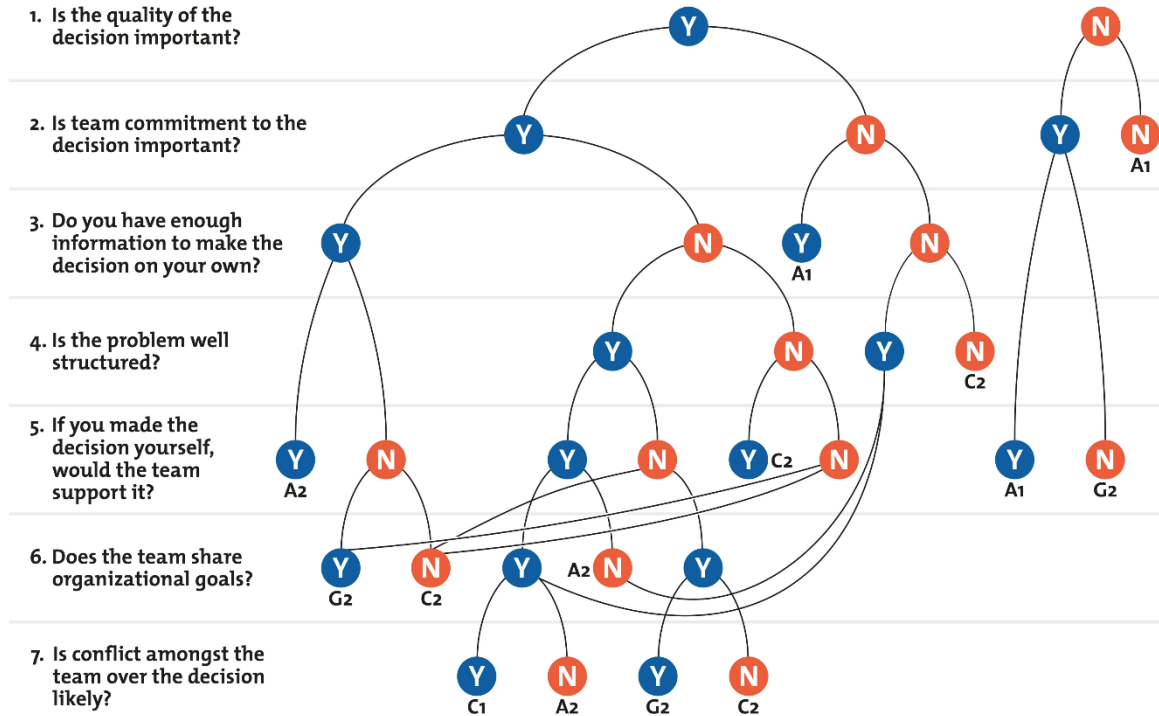 1. Is the quality of the
decision important?
Y
N
2. Is team commitment to the
decision important?
Y
N
Y
N
A1
3. Do you have enough
information to make the
decision on your own?
Y
N
Y
N
A1
4. Is the problem well
structured?
Y
N
Y
N
C2
5. If you made the
decision yourself,
would the team
support it?
Y
N
Y
N
Y
C2
N
Y
N
A2
A1
G2
6. Does the team share
organizational goals?
Y
N
Y
A2
N
Y
G2
C2
7. Is conflict amongst the
team over the decision
likely?
Y
N
Y
N
C1
A2
G2
C2